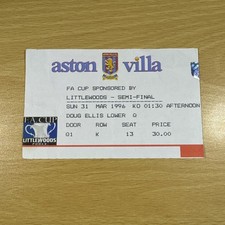 aston villa
FA CUP SPONSORED BY
LITTLEWOODS - SEMI-FINAL
SUN 31 MAR 1996 KO 01:30 AFTERNOON
DOUG ELLIS LOWER Q
DOOR ROW SEAT PRICE
01 K 13 30.00
FA CUP
LITTLEWOODS